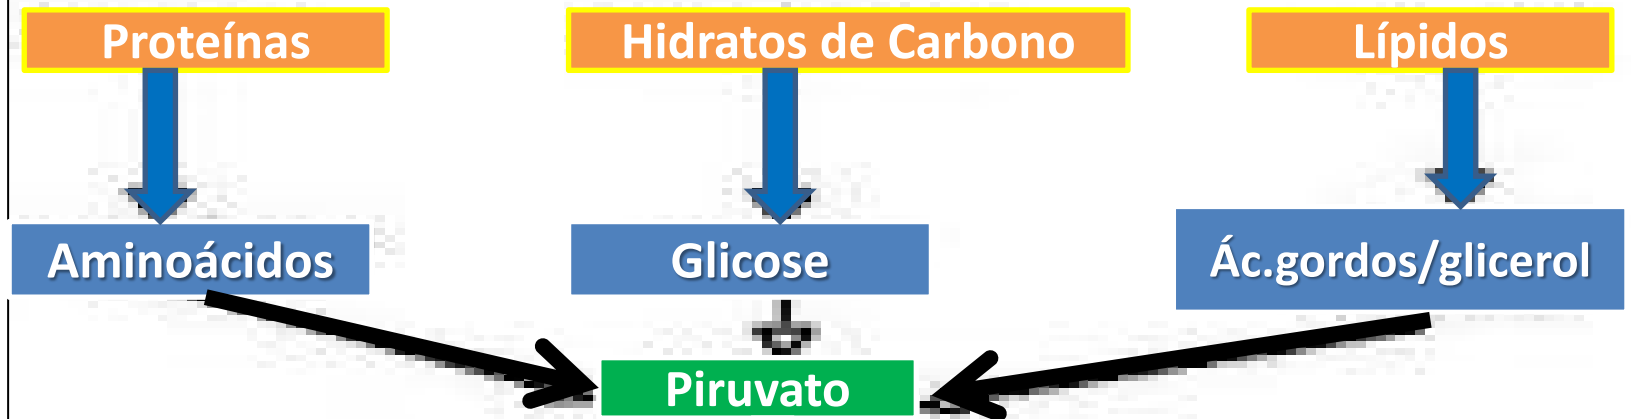 Proteínas
Hidratos de Carbono
Lípidos
Aminoácidos
Glicose
Ác.gordos/glicerol
Piruvato